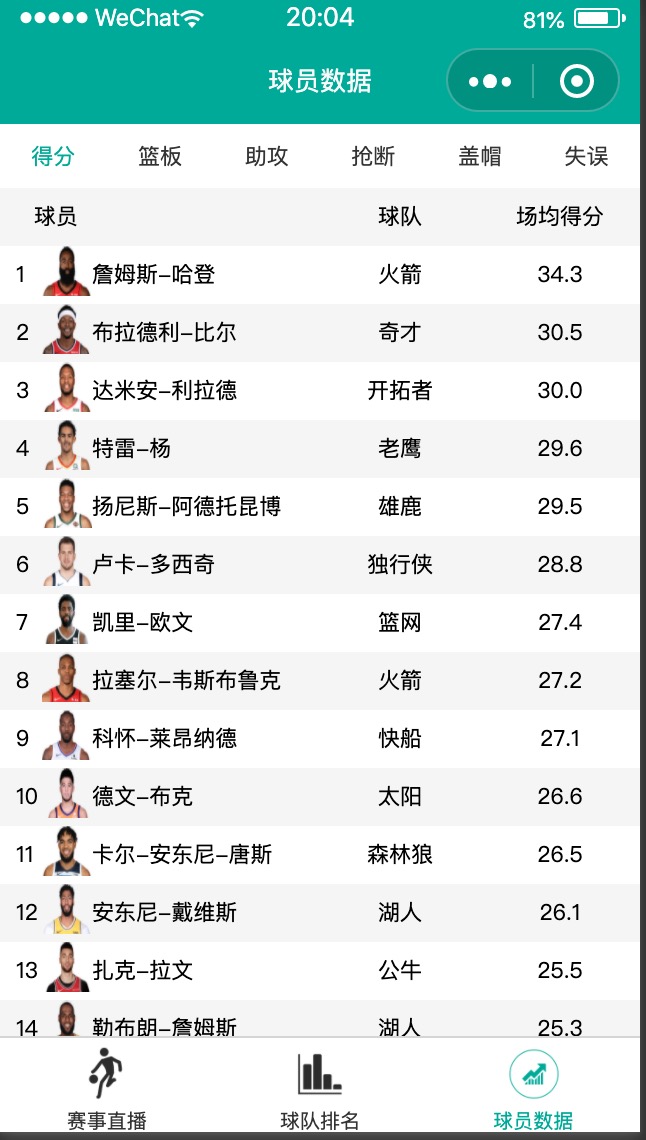 WeChat 20:04 81%
球员数据
得分 篮板 助攻 抢断 盖帽 失误
球员 球队 场均得分
1 詹姆斯-哈登 火箭 34.3
2 布拉德利-比尔 奇才 30.5
3 达米安-利拉德 开拓者 30.0
4 特雷-杨 老鹰 29.6
5 扬尼斯-阿德托昆博 雄鹿 29.5
6 卢卡-多西奇 独行侠 28.8
7 凯里-欧文 篮网 27.4
8 拉塞尔-韦斯布鲁克 火箭 27.2
9 科怀-莱昂纳德 快船 27.1
10 德文-布克 太阳 26.6
11 卡尔-安东尼-唐斯 森林狼 26.5
12 安东尼-戴维斯 湖人 26.1
13 扎克-拉文 公牛 25.5
14 勒布朗-詹姆斯 湖人 25.3
赛事直播 球队排名 球员数据